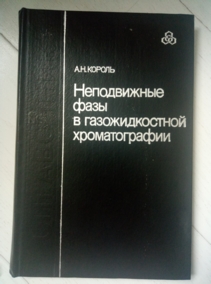 А.Н.КОРОЛЬ
Неподвижные
фазы
в газожидкостной
хроматографии